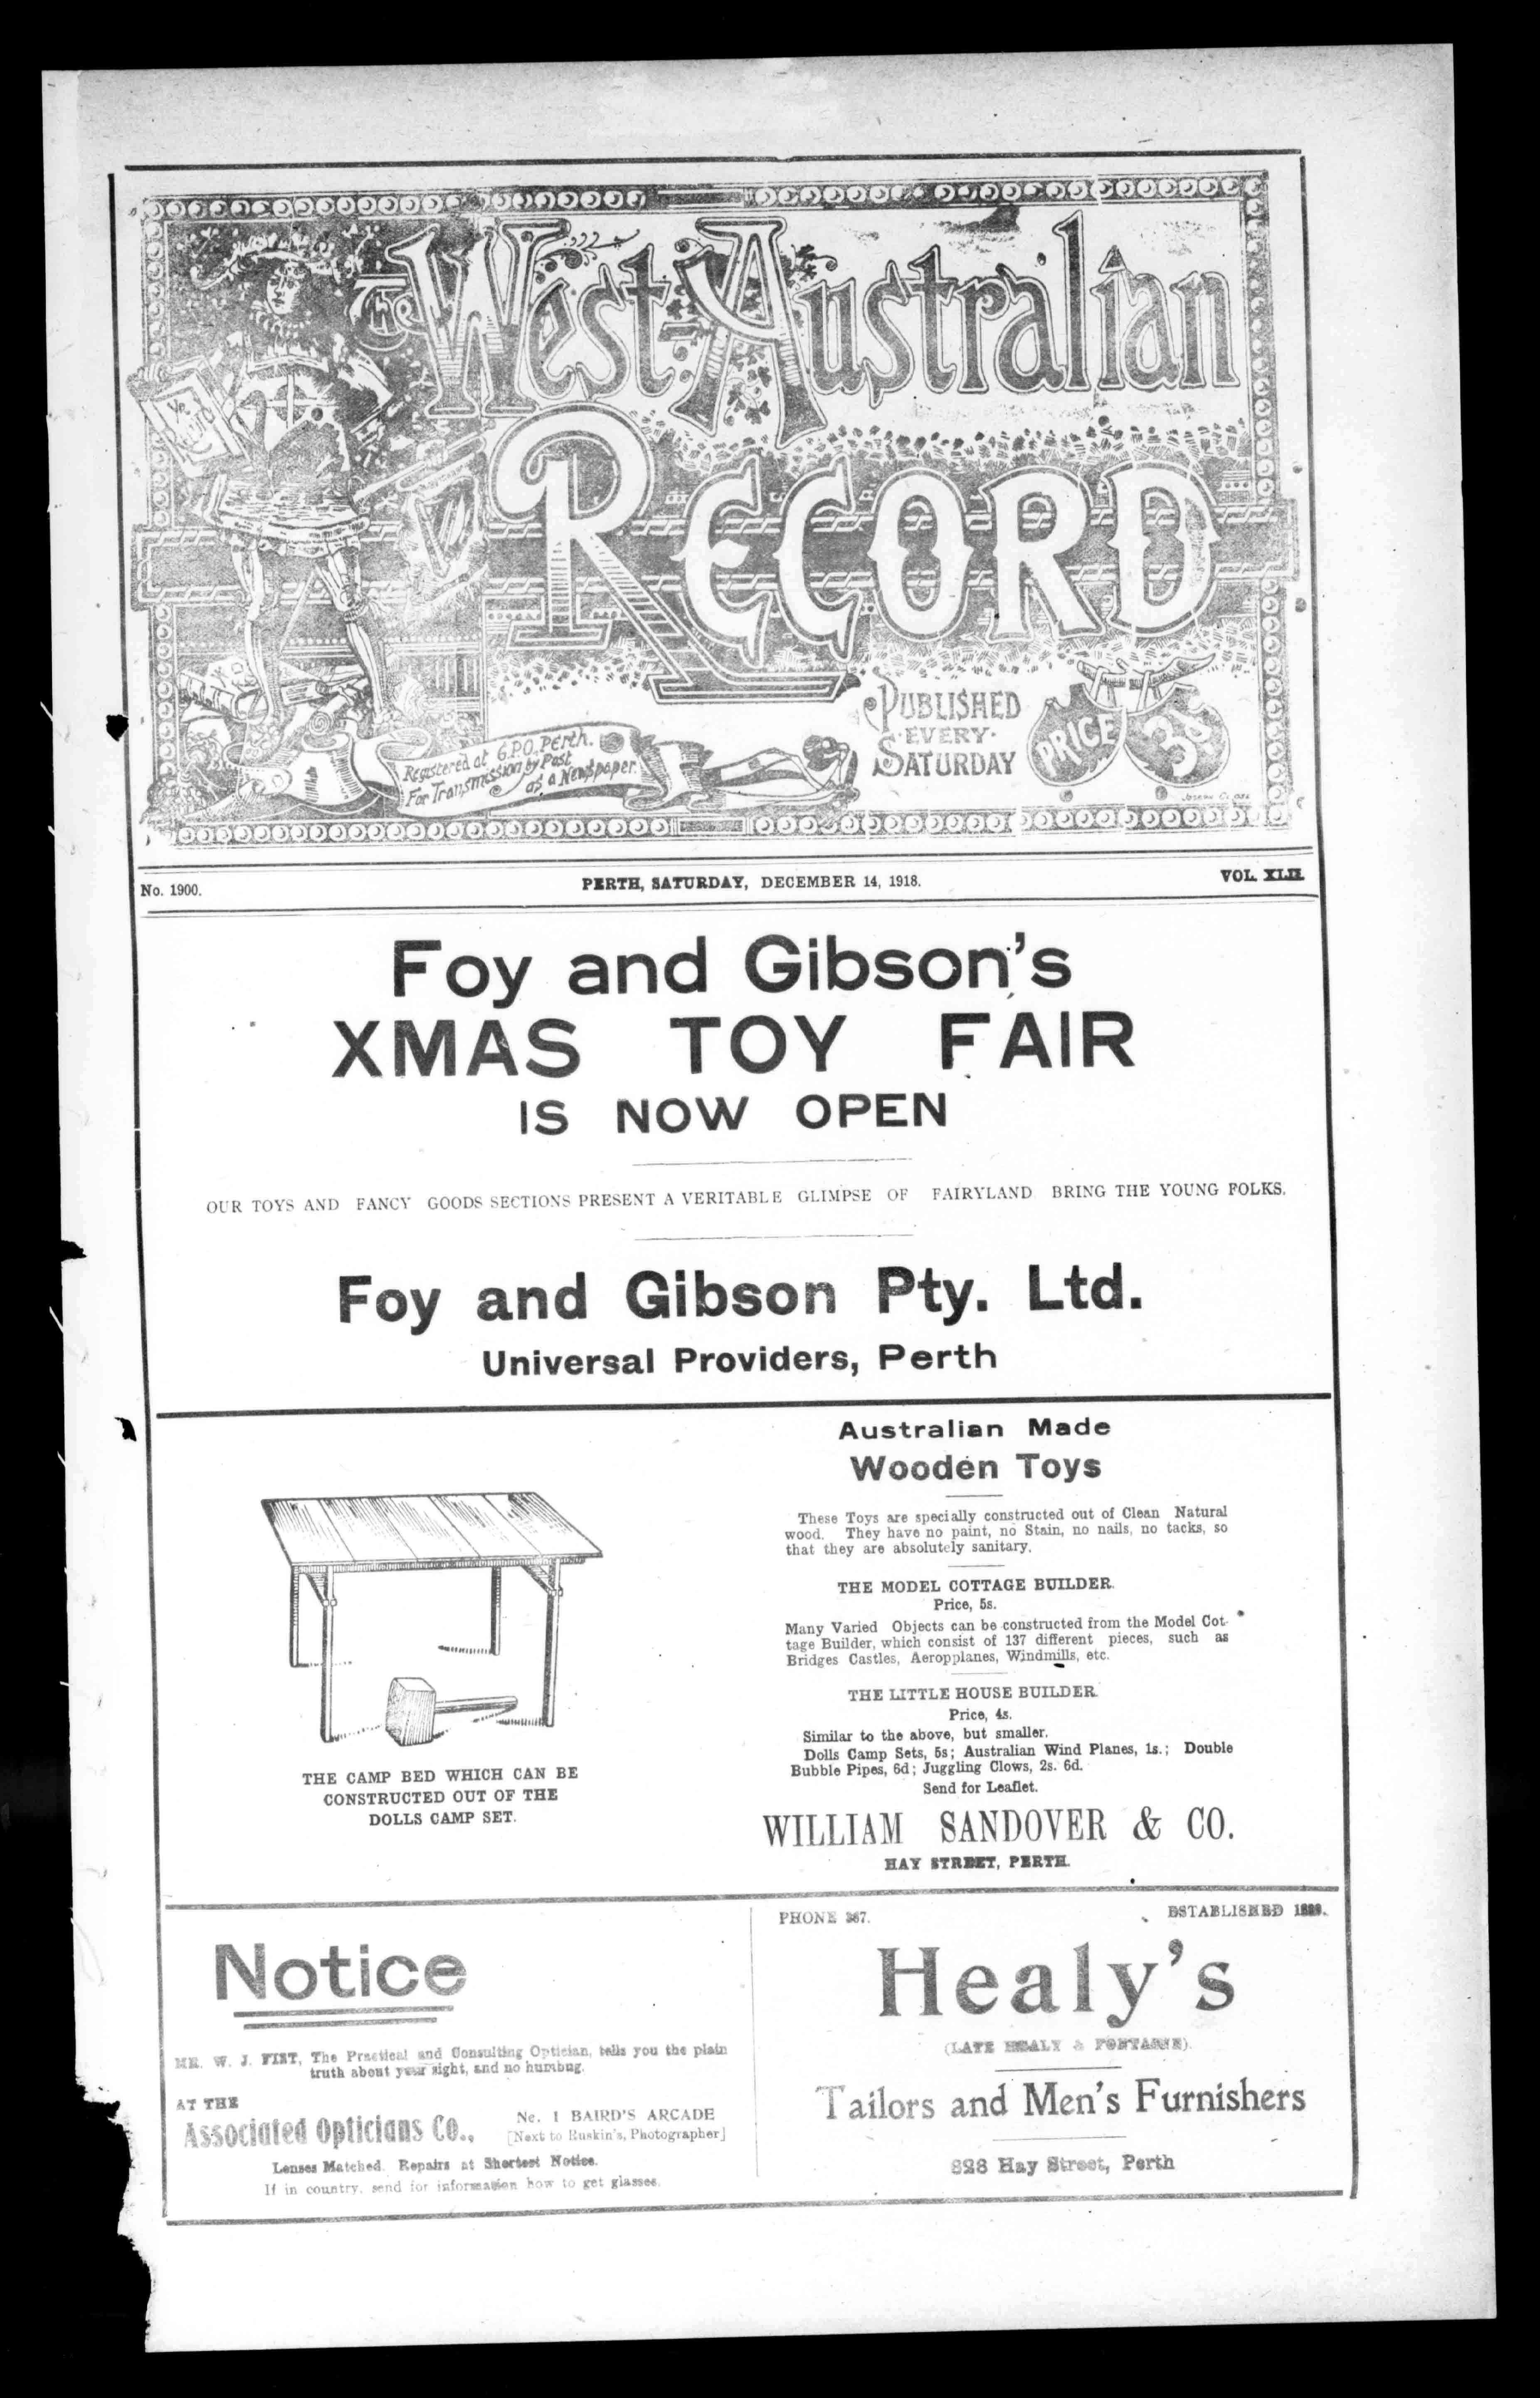 The West Australian
RECORD
PUBLISHED
EVERY
SATURDAY
PRICE 3d
Registered at G.P.O. Perth.
For Transmission by Post
as a Newspaper.
No. 1900.
PERTH, SATURDAY, DECEMBER 14, 1918.
VOL. XLII.
Foy and Gibson's
XMAS TOY FAIR
IS NOW OPEN
OUR TOYS AND FANCY GOODS SECTIONS PRESENT A VERITABLE GLIMPSE OF FAIRYLAND BRING THE YOUNG FOLKS.
Foy and Gibson Pty. Ltd.
Universal Providers, Perth
THE CAMP BED WHICH CAN BE
CONSTRUCTED OUT OF THE
DOLLS CAMP SET.
Australian Made
Wooden Toys
These Toys are specially constructed out of Clean Natural
wood. They have no paint, no Stain, no nails, no tacks, so
that they are absolutely sanitary.
THE MODEL COTTAGE BUILDER.
Price, 5s.
Many Varied Objects can be constructed from the Model Cot-
tage Builder, which consist of 137 different pieces, such as
Bridges Castles, Aeropplanes, Windmills, etc.
THE LITTLE HOUSE BUILDER.
Price, 4s.
Similar to the above, but smaller.
Dolls Camp Sets, 5s; Australian Wind Planes, 1s.; Double
Bubble Pipes, 6d; Juggling Clows, 2s. 6d.
Send for Leaflet.
WILLIAM SANDOVER & CO.
HAY STREET, PERTH.
Notice
MR. W. J. FIET, The Practical and Consulting Optician, tells you the plain
truth about your sight, and no humbug.
AT THE
Associated Opticians Co.,
No. 1 BAIRD'S ARCADE
[Next to Ruskin's, Photographer]
Lenses Matched. Repairs at Shortest Notice.
If in country, send for information how to get glasses.
PHONE 367.
ESTABLISHED
Healy's
(LATE HEALY & FONTAINE).
Tailors and Men's Furnishers
828 Hay Street, Perth